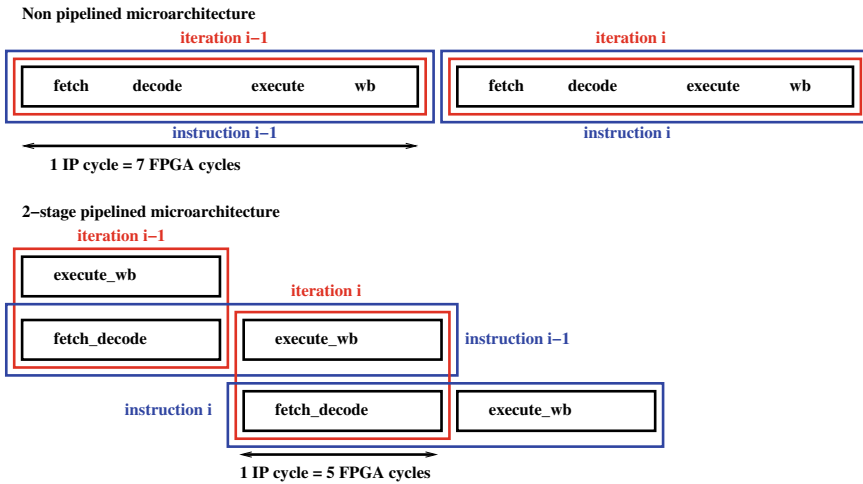 Non pipelined microarchitecture
iteration i−1 iteration i
fetch decode execute wb fetch decode execute wb
instruction i−1 instruction i
1 IP cycle = 7 FPGA cycles
2−stage pipelined microarchitecture
iteration i−1
execute_wb
iteration i
fetch_decode execute_wb instruction i−1
instruction i fetch_decode execute_wb
1 IP cycle = 5 FPGA cycles